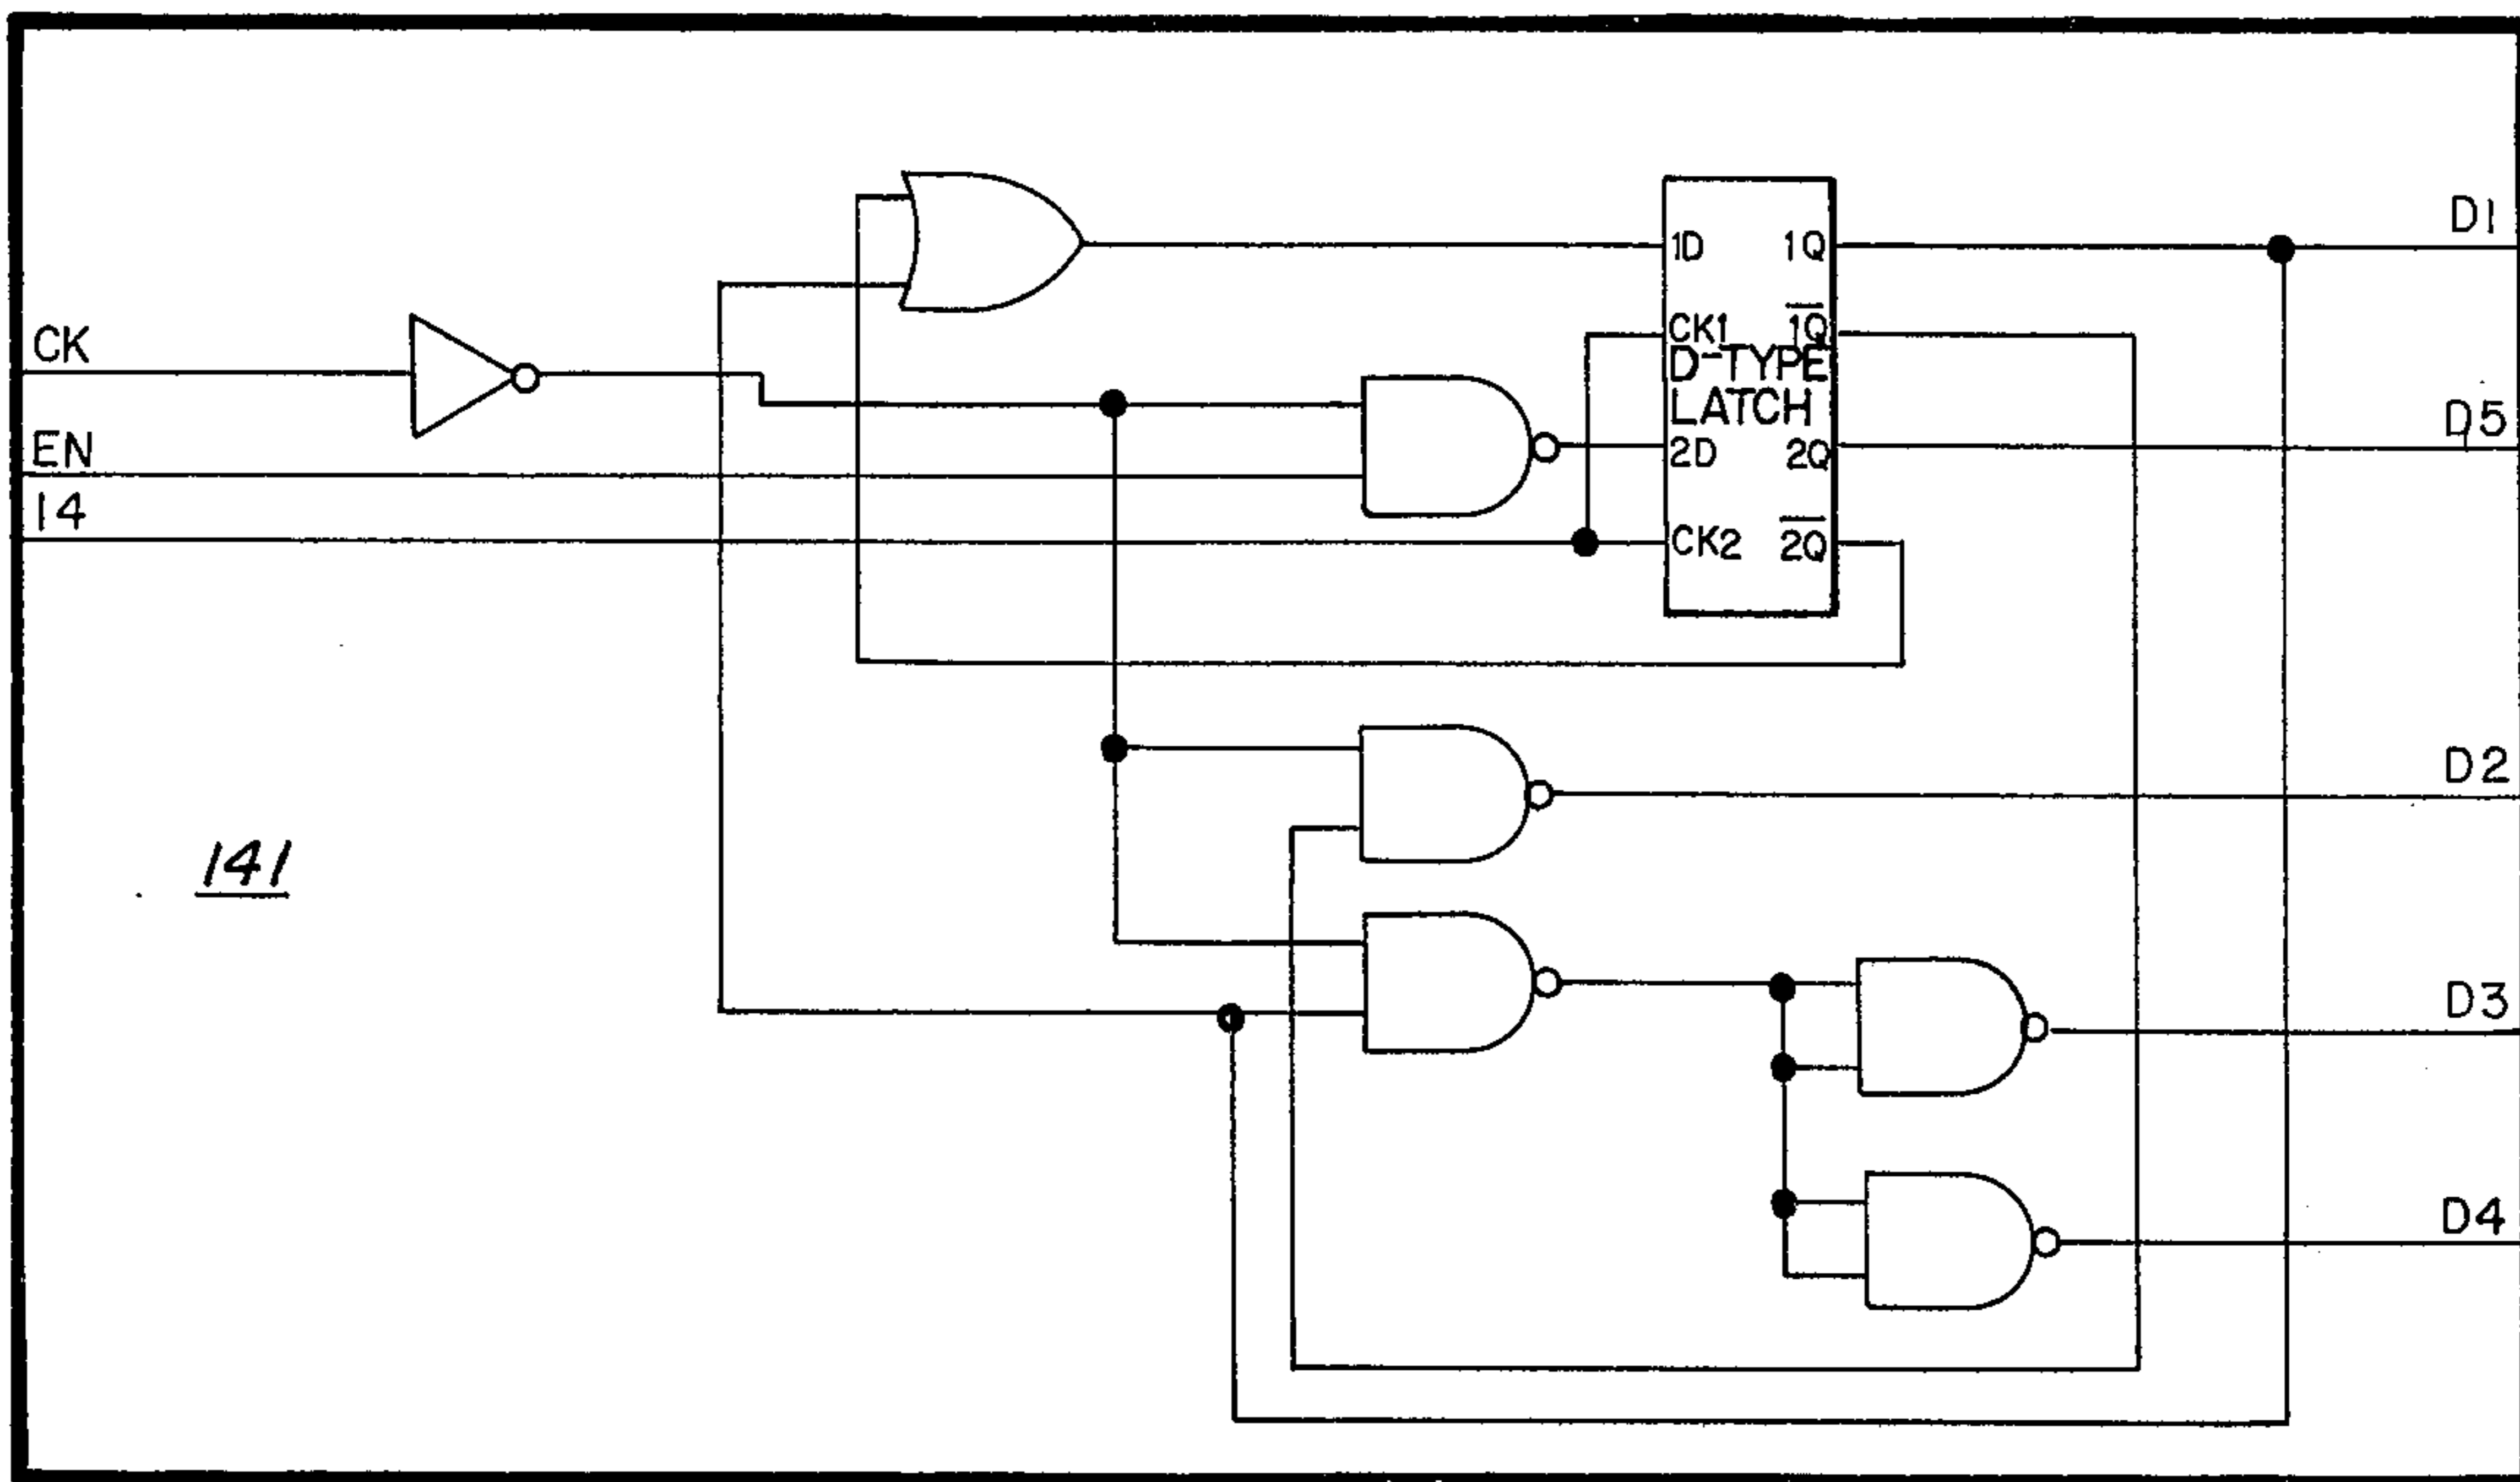 D1
1D 1Q
CK
CK1 1Q
D-TYPE
LATCH
D5
EN
2D 2Q
14
CK2 2Q
D2
141
D3
D4